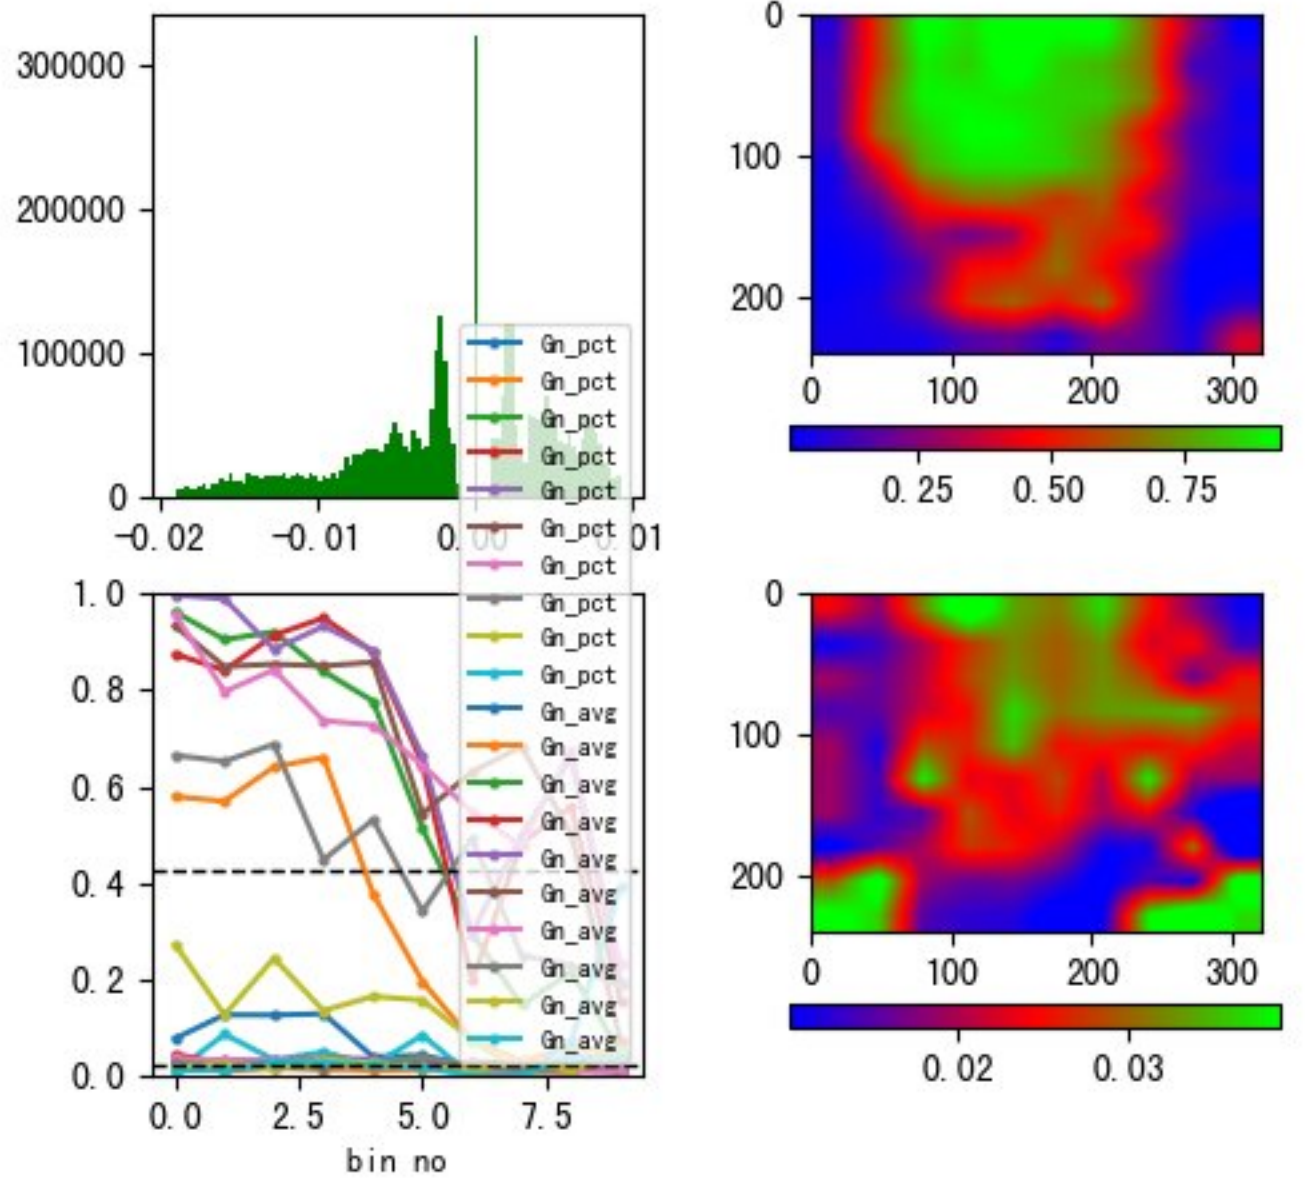 300000
200000
100000
0
-0.02 -0.01 0.00 0.01
0
100
200
0 100 200 300
0.25 0.50 0.75
Gn_pct
Gn_pct
Gn_pct
Gn_pct
Gn_pct
Gn_pct
Gn_pct
Gn_pct
Gn_pct
Gn_pct
Gn_avg
Gn_avg
Gn_avg
Gn_avg
Gn_avg
Gn_avg
Gn_avg
Gn_avg
Gn_avg
Gn_avg
1.0
0.8
0.6
0.4
0.2
0.0
0.0 2.5 5.0 7.5
bin no
0
100
200
0 100 200 300
0.02 0.03